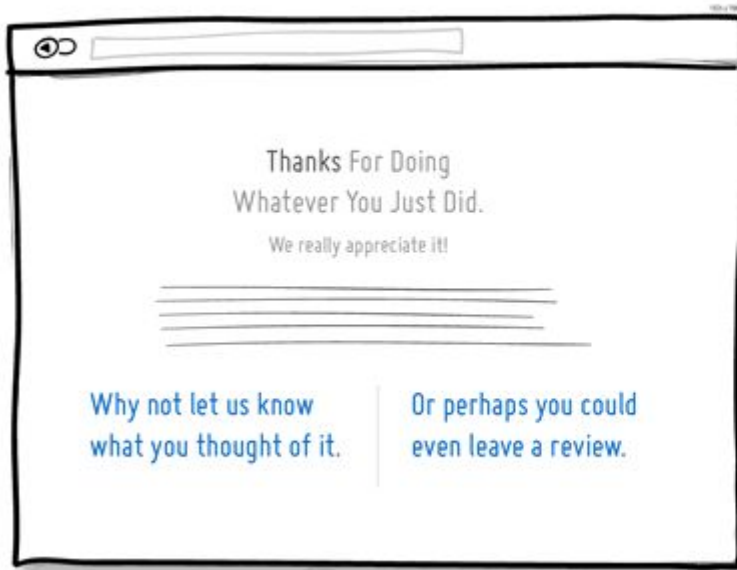 Thanks For Doing
Whatever You Just Did.
We really appreciate it!
Why not let us know
what you thought of it.
Or perhaps you could
even leave a review.